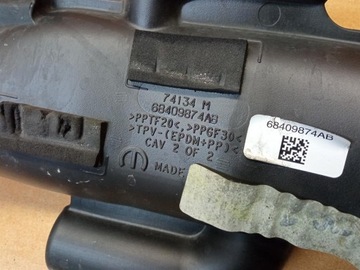 74134 M
68409874AB
>PPTF20<,>PPGF30<
>TPV-(EPDM+PP)<
CAV 2 OF 2
MADE
68409874AB